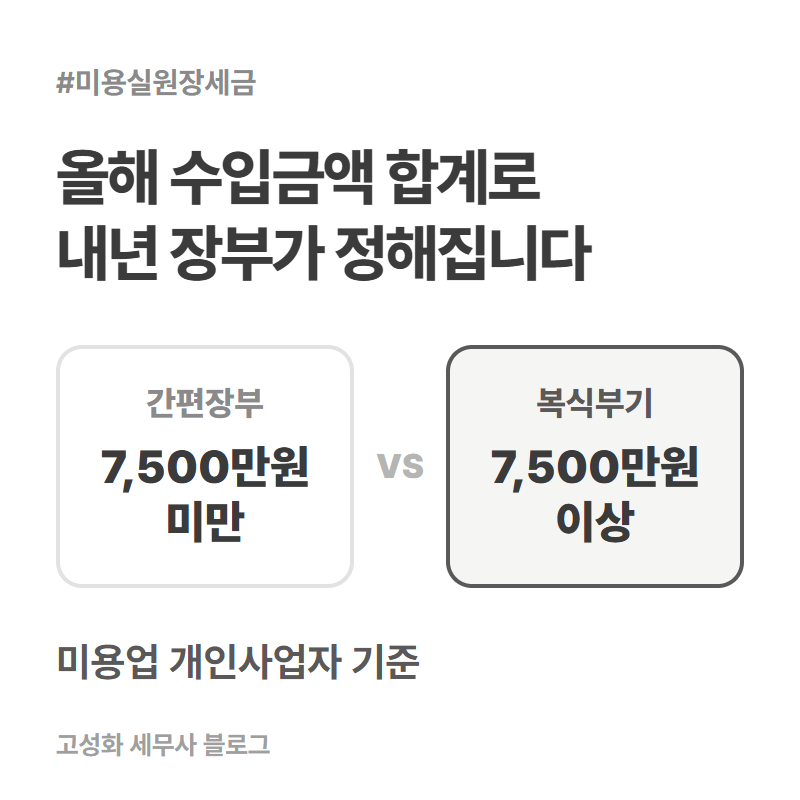 #미용실원장세금
올해 수입금액 합계로
내년 장부가 정해집니다
간편장부
7,500만원
미만
vs
복식부기
7,500만원
이상
미용업 개인사업자 기준
고성화 세무사 블로그